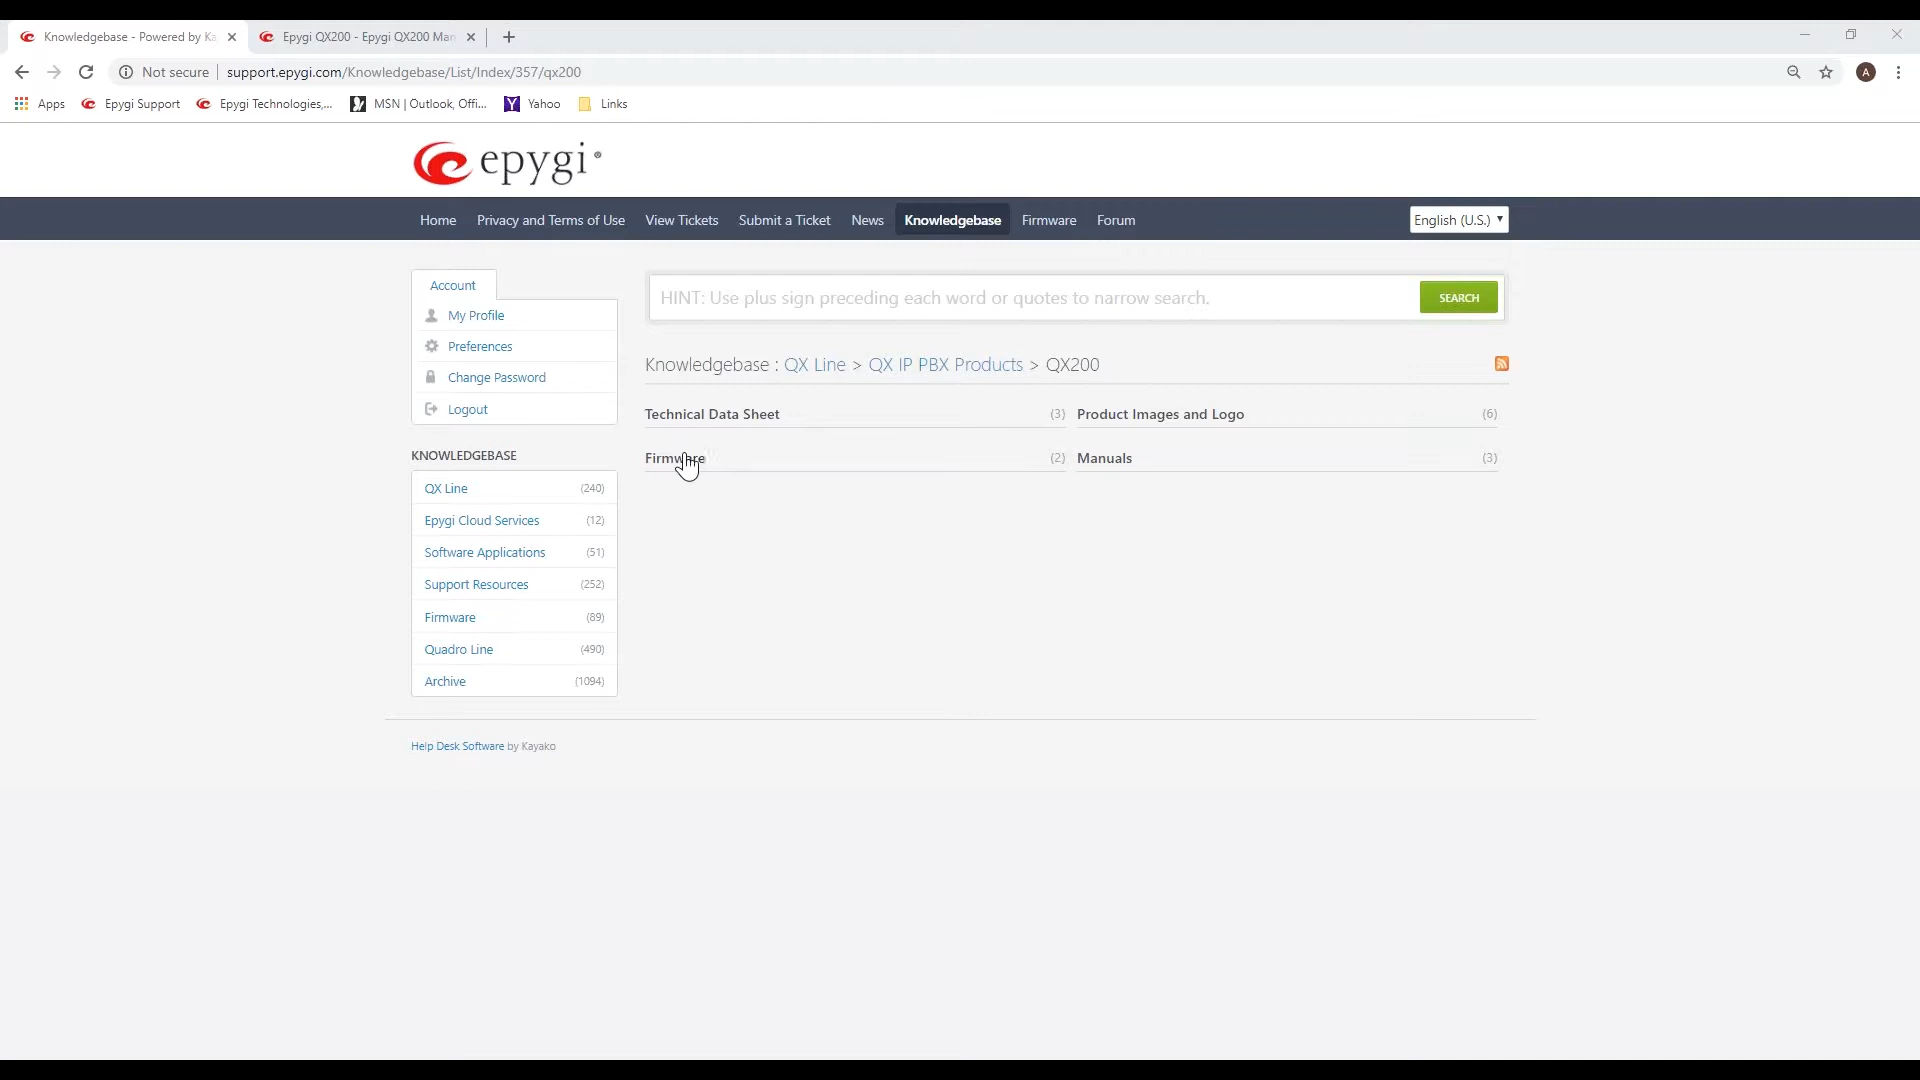 Knowledgebase - Powered by Ka
Epygi QX200 - Epygi QX200 Man
Not secure
support.epygi.com/Knowledgebase/List/Index/357/qx200
A
Apps
Epygi Support
Epygi Technologies,...
MSN | Outlook, Offi...
Yahoo
Links
epygi®
Home
Privacy and Terms of Use
View Tickets
Submit a Ticket
News
Knowledgebase
Firmware
Forum
English (U.S.)
Account
My Profile
Preferences
Change Password
Logout
HINT: Use plus sign preceding each word or quotes to narrow search.
SEARCH
Knowledgebase : QX Line > QX IP PBX Products > QX200
Technical Data Sheet (3)
Product Images and Logo (6)
Firmware (2)
Manuals (3)
KNOWLEDGEBASE
QX Line (240)
Epygi Cloud Services (12)
Software Applications (51)
Support Resources (252)
Firmware (89)
Quadro Line (490)
Archive (1094)
Help Desk Software by Kayako